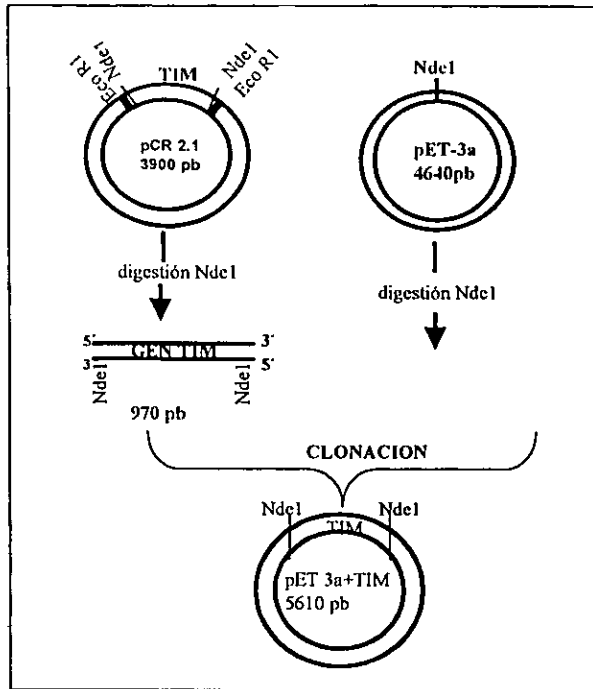 Eco R1
Nde1
TIM
Nde1
Eco R1
pCR 2.1
3900 pb
Nde1
pET-3a
4640pb
digestión Nde1
digestión Nde1
5´ 3´
GEN TIM
3´ 5´
Nde1
Nde1
970 pb
CLONACION
Nde1
Nde1
TIM
pET 3a+TIM
5610 pb